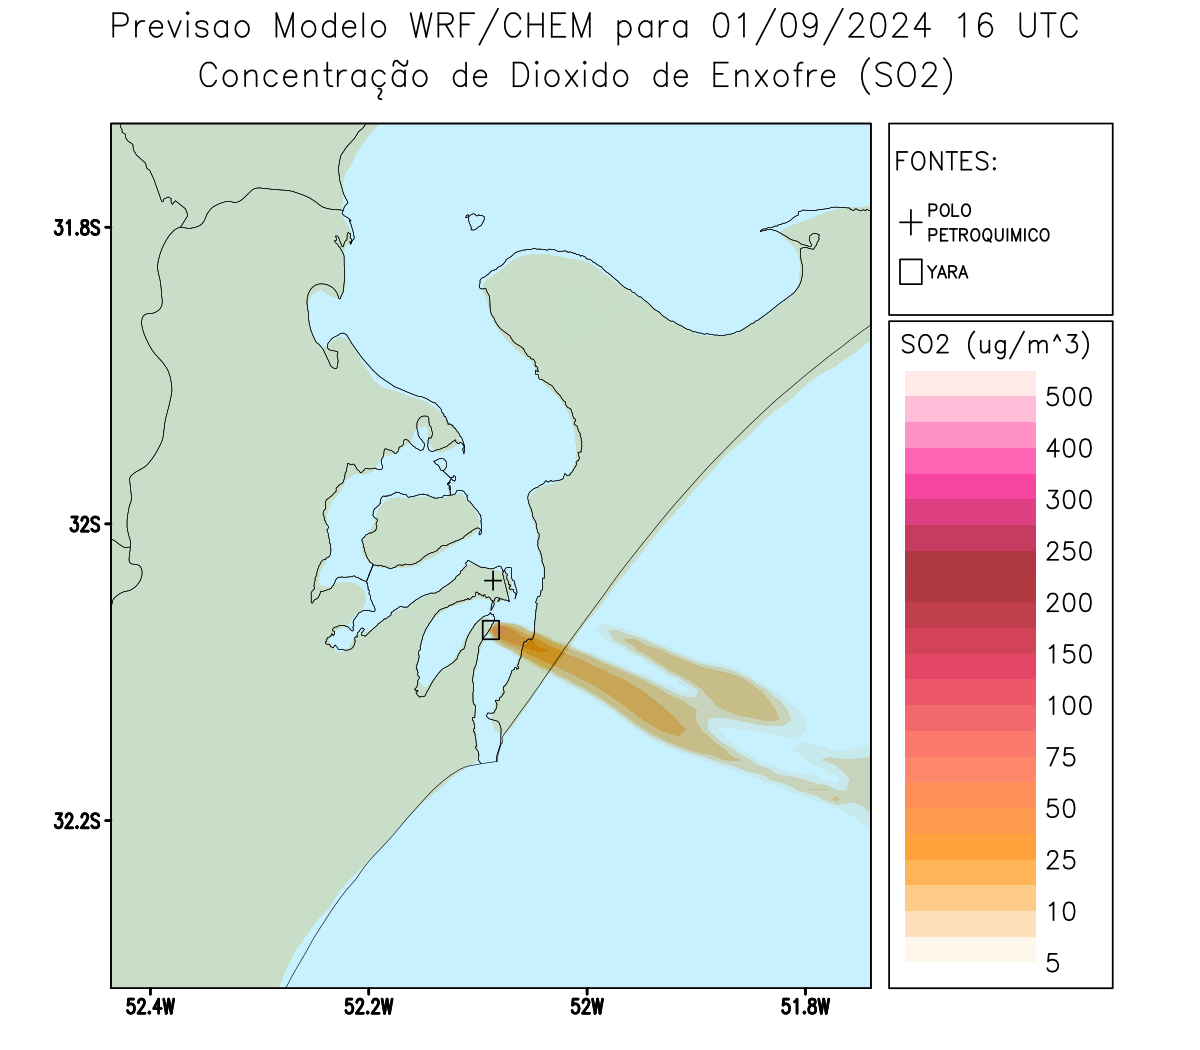 Previsao Modelo WRF/CHEM para 01/09/2024 16 UTC
Concentração de Dioxido de Enxofre (SO2)
FONTES:
POLO
PETROQUIMICO
YARA
SO2 (ug/m^3)
500
400
300
250
200
150
100
75
50
25
10
5
31.8S
32S
32.2S
52.4W
52.2W
52W
51.8W